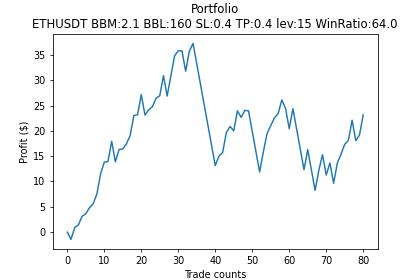 Portfolio
ETHUSDT BBM:2.1 BBL:160 SL:0.4 TP:0.4 lev:15 WinRatio:64.0
Profit ($)
35
30
25
20
15
10
5
0
0 10 20 30 40 50 60 70 80
Trade counts